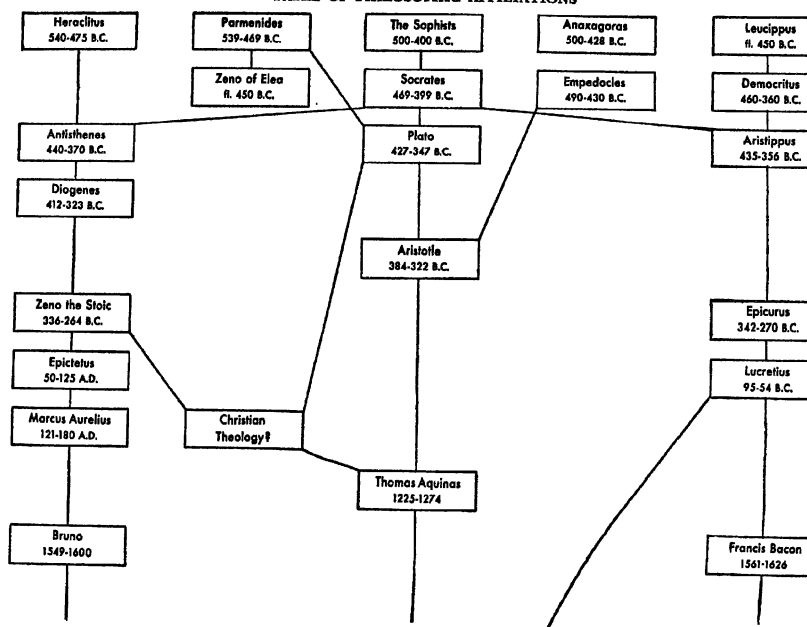 TABLE OF PHILOSOPHIC AFFILIATIONS
Heraclitus
540-475 B.C.
Parmenides
539-469 B.C.
The Sophists
500-400 B.C.
Anaxagoras
500-428 B.C.
Leucippus
fl. 450 B.C.
Zeno of Elea
fl. 450 B.C.
Socrates
469-399 B.C.
Empedocles
490-430 B.C.
Democritus
460-360 B.C.
Antisthenes
440-370 B.C.
Plato
427-347 B.C.
Aristippus
435-356 B.C.
Diogenes
412-323 B.C.
Aristotle
384-322 B.C.
Zeno the Stoic
336-264 B.C.
Epicurus
342-270 B.C.
Epictetus
50-125 A.D.
Lucretius
95-54 B.C.
Marcus Aurelius
121-180 A.D.
Christian
Theology?
Thomas Aquinas
1225-1274
Bruno
1549-1600
Francis Bacon
1561-1626